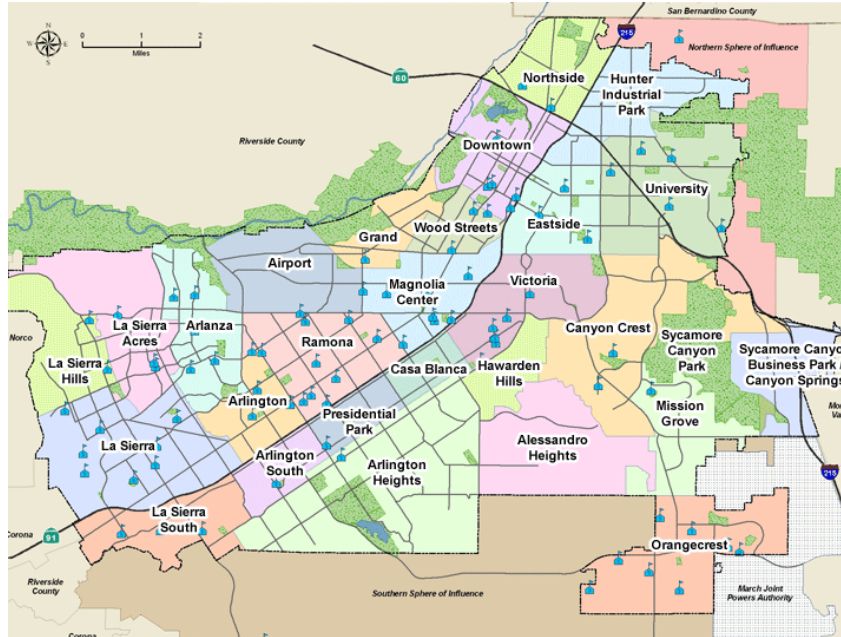 San Bernardino County
N
W
E
S
0
1
2
Miles
215
Northern Sphere of Influence
60
Northside
Hunter
Industrial
Park
Riverside County
Downtown
University
Wood Streets
Eastside
Grand
Airport
Magnolia
Center
Victoria
La Sierra
Acres
Arlanza
Norco
Ramona
Canyon Crest
Sycamore
Canyon
Park
Sycamore Canyon
Business Park /
Canyon Springs
La Sierra
Hills
Casa Blanca
Hawarden
Hills
Arlington
Presidential
Park
Mission
Grove
Mo
Va
La Sierra
Alessandro
Heights
Arlington
South
Arlington
Heights
215
La Sierra
South
Corona
91
Orangecrest
Riverside
County
Southern Sphere of Influence
March Joint
Powers Authority
Corona